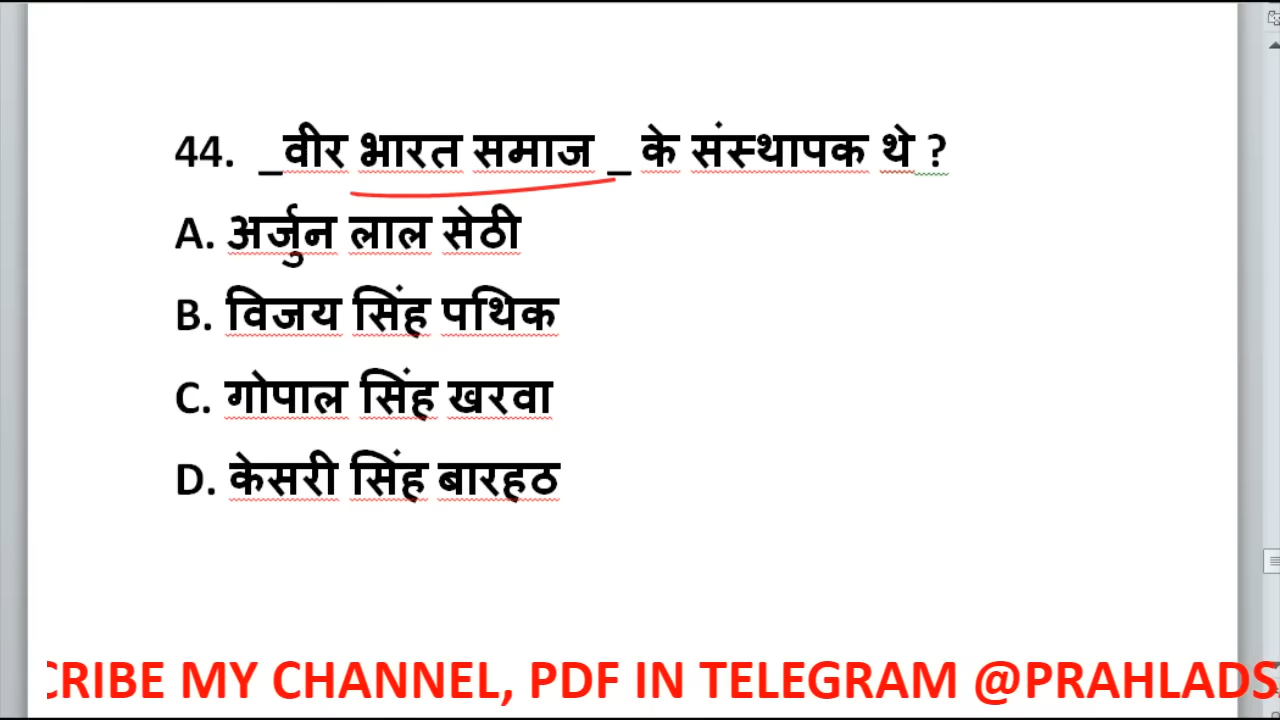 44. _वीर भारत समाज _ के संस्थापक थे ?
A. अर्जुन लाल सेठी
B. विजय सिंह पथिक
C. गोपाल सिंह खरवा
D. केसरी सिंह बारहठ
CRIBE MY CHANNEL, PDF IN TELEGRAM @PRAHLADS